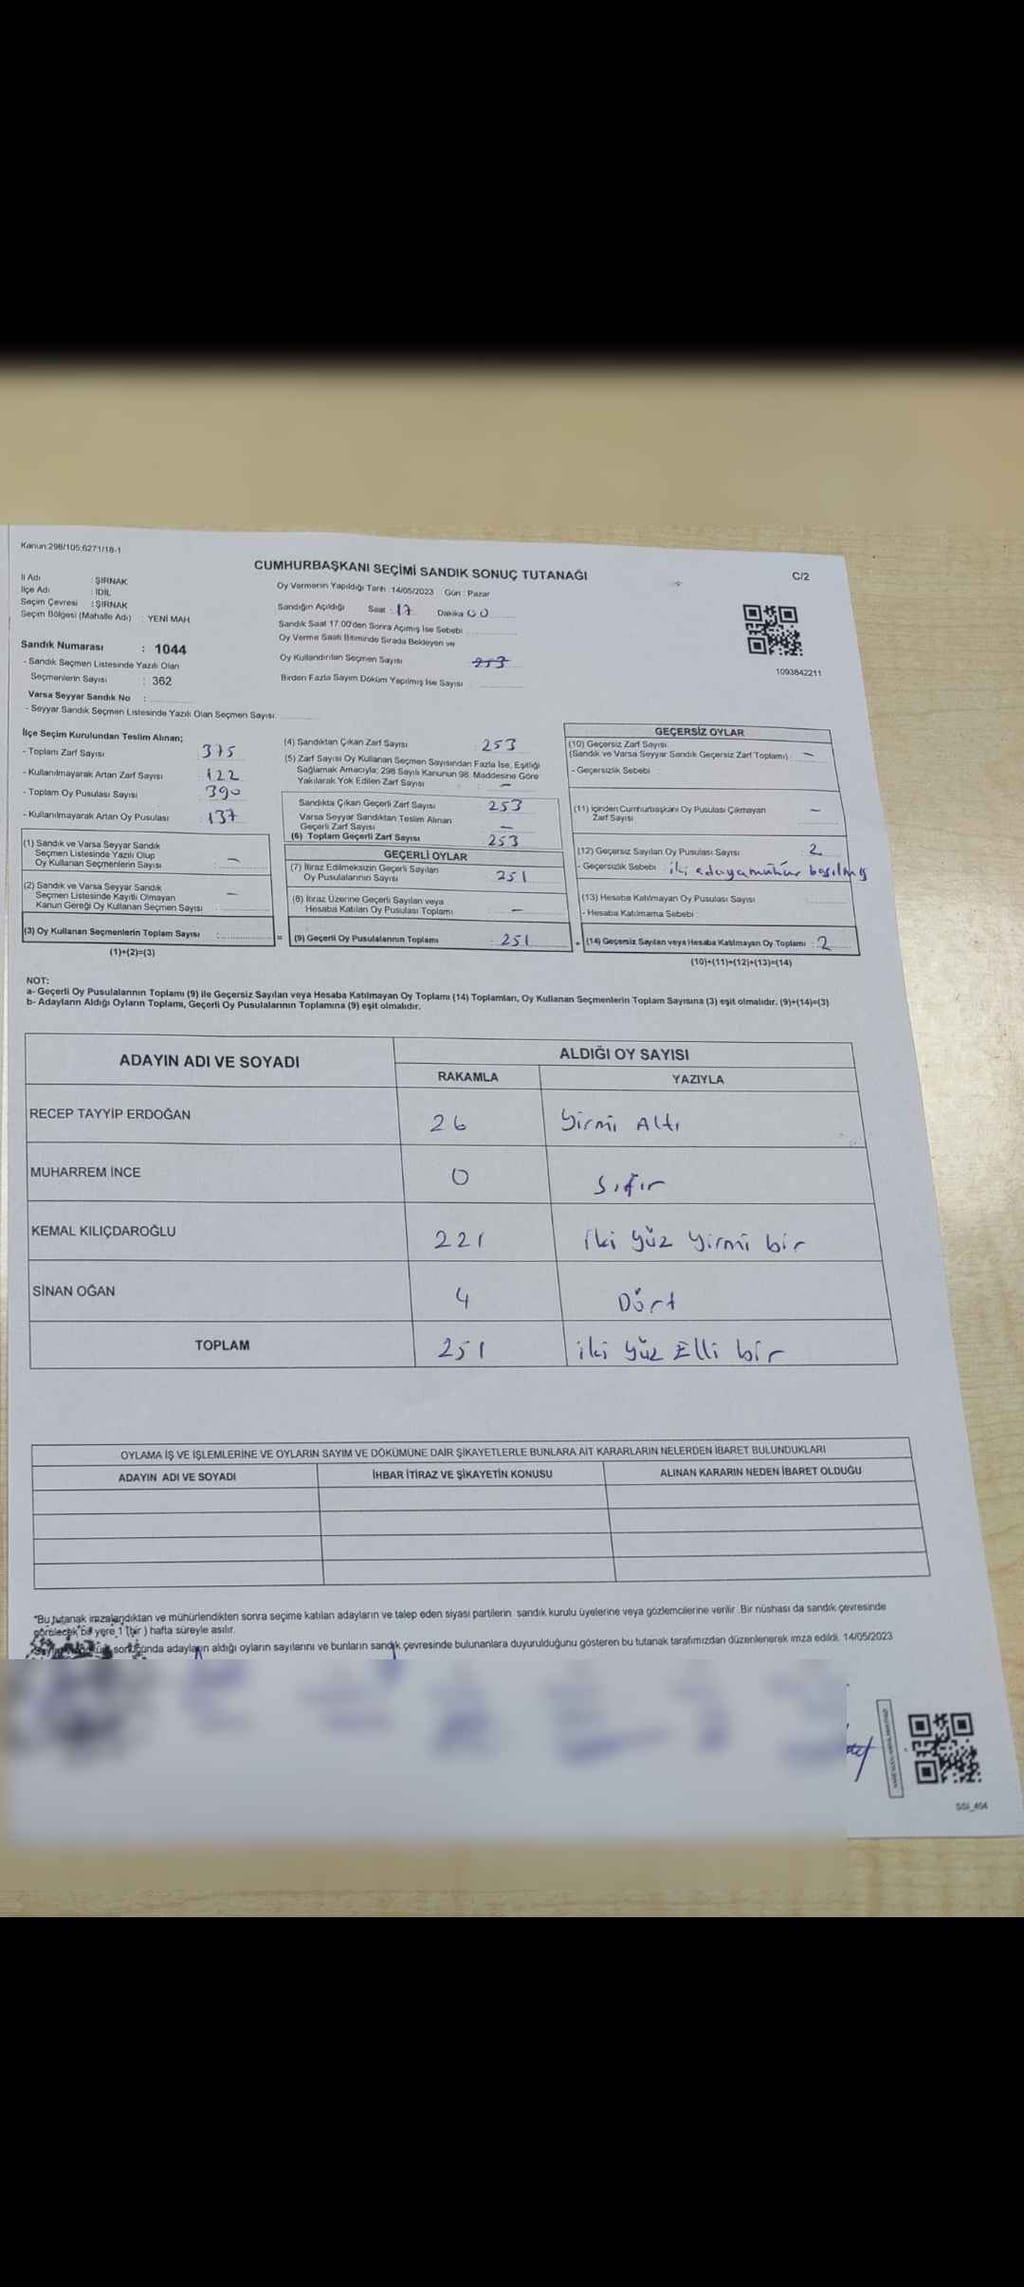 Kanun:298/105;6271/18-1
CUMHURBAŞKANI SEÇİMİ SANDIK SONUÇ TUTANAĞI
C/2
İl Adı : ŞIRNAK
İlçe Adı : İDİL
Seçim Çevresi : ŞIRNAK
Seçim Bölgesi (Mahalle Adı) YENİ MAH.
Sandık Numarası : 1044
- Sandık Seçmen Listesinde Yazılı Olan
Seçmenlerin Sayısı : 362
Varsa Seyyar Sandık No :
- Seyyar Sandık Seçmen Listesinde Yazılı Olan Seçmen Sayısı:
Oy Vermenin Yapıldığı Tarih :14/05/2023 Gün : Pazar
Sandığın Açıldığı Saat : 17 Dakika 00
Sandık Saat 17.00'den Sonra Açılmış İse Sebebi
Oy Verme Saati Bitiminde Sırada Bekleyen ve
Oy Kullandırılan Seçmen Sayısı 253
Birden Fazla Sayım Döküm Yapılmış İse Sayısı
1093842211
İlçe Seçim Kurulundan Teslim Alınan;
- Toplam Zarf Sayısı 375
- Kullanılmayarak Artan Zarf Sayısı 122
- Toplam Oy Pusulası Sayısı 390
- Kullanılmayarak Artan Oy Pusulası 137
(1) Sandık ve Varsa Seyyar Sandık
Seçmen Listesinde Yazılı Olup
Oy Kullanan Seçmenlerin Sayısı : –
(2) Sandık ve Varsa Seyyar Sandık
Seçmen Listesinde Kayıtlı Olmayan
Kanun Gereği Oy Kullanan Seçmen Sayısı : –
(3) Oy Kullanan Seçmenlerin Toplam Sayısı :
(1)+(2)=(3)
(4) Sandıktan Çıkan Zarf Sayısı 253
(5) Zarf Sayısı Oy Kullanan Seçmen Sayısından Fazla İse, Eşitliği
Sağlamak Amacıyla; 298 Sayılı Kanunun 98. Maddesine Göre
Yakılarak Yok Edilen Zarf Sayısı : –
Sandıkta Çıkan Geçerli Zarf Sayısı 253
Varsa Seyyar Sandıktan Teslim Alınan
Geçerli Zarf Sayısı –
(6) Toplam Geçerli Zarf Sayısı 253
GEÇERLİ OYLAR
(7) İtiraz Edilmeksizin Geçerli Sayılan
Oy Pusulalarının Sayısı 251
(8) İtiraz Üzerine Geçerli Sayılan veya
Hesaba Katılan Oy Pusulası Toplamı –
= (9) Geçerli Oy Pusulalarının Toplamı : 251
GEÇERSİZ OYLAR
(10) Geçersiz Zarf Sayısı
(Sandık ve Varsa Seyyar Sandık Geçersiz Zarf Toplamı) : –
- Geçersizlik Sebebi
(11) İçinden Cumhurbaşkanı Oy Pusulası Çıkmayan
Zarf Sayısı –
(12) Geçersiz Sayılan Oy Pusulası Sayısı 2
- Geçersizlik Sebebi iki adaya mühür basılmış
(13) Hesaba Katılmayan Oy Pusulası Sayısı
- Hesaba Katılmama Sebebi :
+ (14) Geçersiz Sayılan veya Hesaba Katılmayan Oy Toplamı : 2
(10)+(11)+(12)+(13)=(14)
NOT:
a- Geçerli Oy Pusulalarının Toplamı (9) ile Geçersiz Sayılan veya Hesaba Katılmayan Oy Toplamı (14) Toplamları, Oy Kullanan Seçmenlerin Toplam Sayısına (3) eşit olmalıdır. (9)+(14)=(3)
b- Adayların Aldığı Oyların Toplamı, Geçerli Oy Pusulalarının Toplamına (9) eşit olmalıdır.
ADAYIN ADI VE SOYADI
ALDIĞI OY SAYISI
RAKAMLA YAZIYLA
RECEP TAYYİP ERDOĞAN 26 Yirmi Altı
MUHARREM İNCE 0 Sıfır
KEMAL KILIÇDAROĞLU 221 iki yüz yirmi bir
SİNAN OĞAN 4 Dört
TOPLAM 251 iki yüz Elli bir
OYLAMA İŞ VE İŞLEMLERİNE VE OYLARIN SAYIM VE DÖKÜMÜNE DAİR ŞİKAYETLERLE BUNLARA AİT KARARLARIN NELERDEN İBARET BULUNDUKLARI
ADAYIN ADI VE SOYADI İHBAR İTİRAZ VE ŞİKAYETİN KONUSU ALINAN KARARIN NEDEN İBARET OLDUĞU
*Bu tutanak imzalandıktan ve mühürlendikten sonra seçime katılan adayların ve talep eden siyasi partilerin sandık kurulu üyelerine veya gözlemcilerine verilir. Bir nüshası da sandık çevresinde
görülecek bir yere 1 (bir) hafta süreyle asılır.
sonucunda adayların aldığı oyların sayılarını ve bunların sandık çevresinde bulunanlara duyurulduğunu gösteren bu tutanak tarafımızdan düzenlenerek imza edildi. 14/05/2023